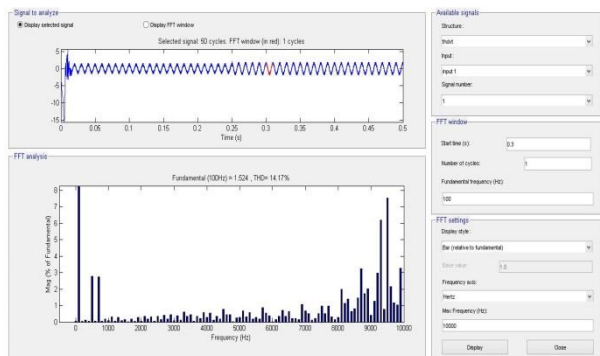 Signal to analyze
Display selected signal
Display FFT window
Selected signal: 50 cycles. FFT window (in red): 1 cycles
5
0
-5
-10
-15
0 0.05 0.1 0.15 0.2 0.25 0.3 0.35 0.4 0.45 0.5
Time (s)
FFT analysis
Fundamental (100Hz) = 1.524 , THD= 14.17%
Mag (% of Fundamental)
8
7
6
5
4
3
2
1
0
0 1000 2000 3000 4000 5000 6000 7000 8000 9000 10000
Frequency (Hz)
Available signals
Structure :
Input :
input 1
Signal number:
1
FFT window
Start time (s):
0.3
Number of cycles:
1
Fundamental frequency (Hz):
100
FFT settings
Display style :
Bar (relative to fundamental)
Base value:
1.0
Frequency axis:
Hertz
Max Frequency (Hz):
10000
Display
Close